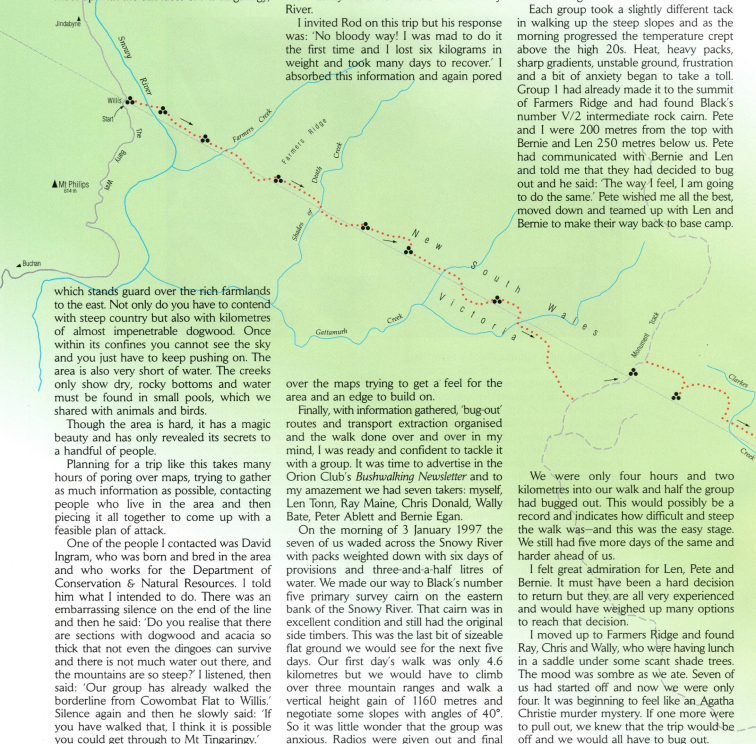 River.
I invited Rod on this trip but his response
was: 'No bloody way! I was mad to do it
the first time and I lost six kilograms in
weight and took many days to recover.' I
absorbed this information and again pored
Each group took a slightly different tack
in walking up the steep slopes and as the
morning progressed the temperature crept
above the high 20s. Heat, heavy packs,
sharp gradients, unstable ground, frustration
and a bit of anxiety began to take a toll.
Group 1 had already made it to the summit
of Farmers Ridge and had found Black's
number V/2 intermediate rock cairn. Pete
and I were 200 metres from the top with
Bernie and Len 250 metres below us. Pete
had communicated with Bernie and Len
and told me that they had decided to bug
out and he said: 'The way I feel, I am going
to do the same.' Pete wished me all the best,
moved down and teamed up with Len and
Bernie to make their way back to base camp.
Jindabyne
Snowy
River
Willis
Start
The
Barry
Way
Mt Philips
814 m
Buchan
Farmers Creek
Farmers Ridge
Shades of Death Creek
New South Wales
Victoria
Gattamurh Creek
Monument Track
Clarkes
Creek
which stands guard over the rich farmlands
to the east. Not only do you have to contend
with steep country but also with kilometres
of almost impenetrable dogwood. Once
within its confines you cannot see the sky
and you just have to keep pushing on. The
area is also very short of water. The creeks
only show dry, rocky bottoms and water
must be found in small pools, which we
shared with animals and birds.
Though the area is hard, it has a magic
beauty and has only revealed its secrets to
a handful of people.
Planning for a trip like this takes many
hours of poring over maps, trying to gather
as much information as possible, contacting
people who live in the area and then
piecing it all together to come up with a
feasible plan of attack.
One of the people I contacted was David
Ingram, who was born and bred in the area
and who works for the Department of
Conservation & Natural Resources. I told
him what I intended to do. There was an
embarrassing silence on the end of the line
and then he said: 'Do you realise that there
are sections with dogwood and acacia so
thick that not even the dingoes can survive
and there is not much water out there, and
the mountains are so steep?' I listened, then
said: 'Our group has already walked the
borderline from Cowombat Flat to Willis.'
Silence again and then he slowly said: 'If
you have walked that, I think it is possible
you could get through to Mt Tingaringy.'
over the maps trying to get a feel for the
area and an edge to build on.
Finally, with information gathered, 'bug-out'
routes and transport extraction organised
and the walk done over and over in my
mind, I was ready and confident to tackle it
with a group. It was time to advertise in the
Orion Club's Bushwalking Newsletter and to
my amazement we had seven takers: myself,
Len Tonn, Ray Maine, Chris Donald, Wally
Bate, Peter Ablett and Bernie Egan.
On the morning of 3 January 1997 the
seven of us waded across the Snowy River
with packs weighted down with six days of
provisions and three-and-a-half litres of
water. We made our way to Black's number
five primary survey cairn on the eastern
bank of the Snowy River. That cairn was in
excellent condition and still had the original
side timbers. This was the last bit of sizeable
flat ground we would see for the next five
days. Our first day's walk was only 4.6
kilometres but we would have to climb
over three mountain ranges and walk a
vertical height gain of 1160 metres and
negotiate some slopes with angles of 40°.
So it was little wonder that the group was
anxious. Radios were given out and final
We were only four hours and two
kilometres into our walk and half the group
had bugged out. This would possibly be a
record and indicates how difficult and steep
the walk was—and this was the easy stage.
We still had five more days of the same and
harder ahead of us.
I felt great admiration for Len, Pete and
Bernie. It must have been a hard decision
to return but they are all very experienced
and would have weighed up many options
to reach that decision.
I moved up to Farmers Ridge and found
Ray, Chris and Wally, who were having lunch
in a saddle under some scant shade trees.
The mood was sombre as we ate. Seven of
us had started off and now we were only
four. It was beginning to feel like an Agatha
Christie murder mystery. If one more were
to pull out, we knew that the trip would be
off and we would all have to bug out.